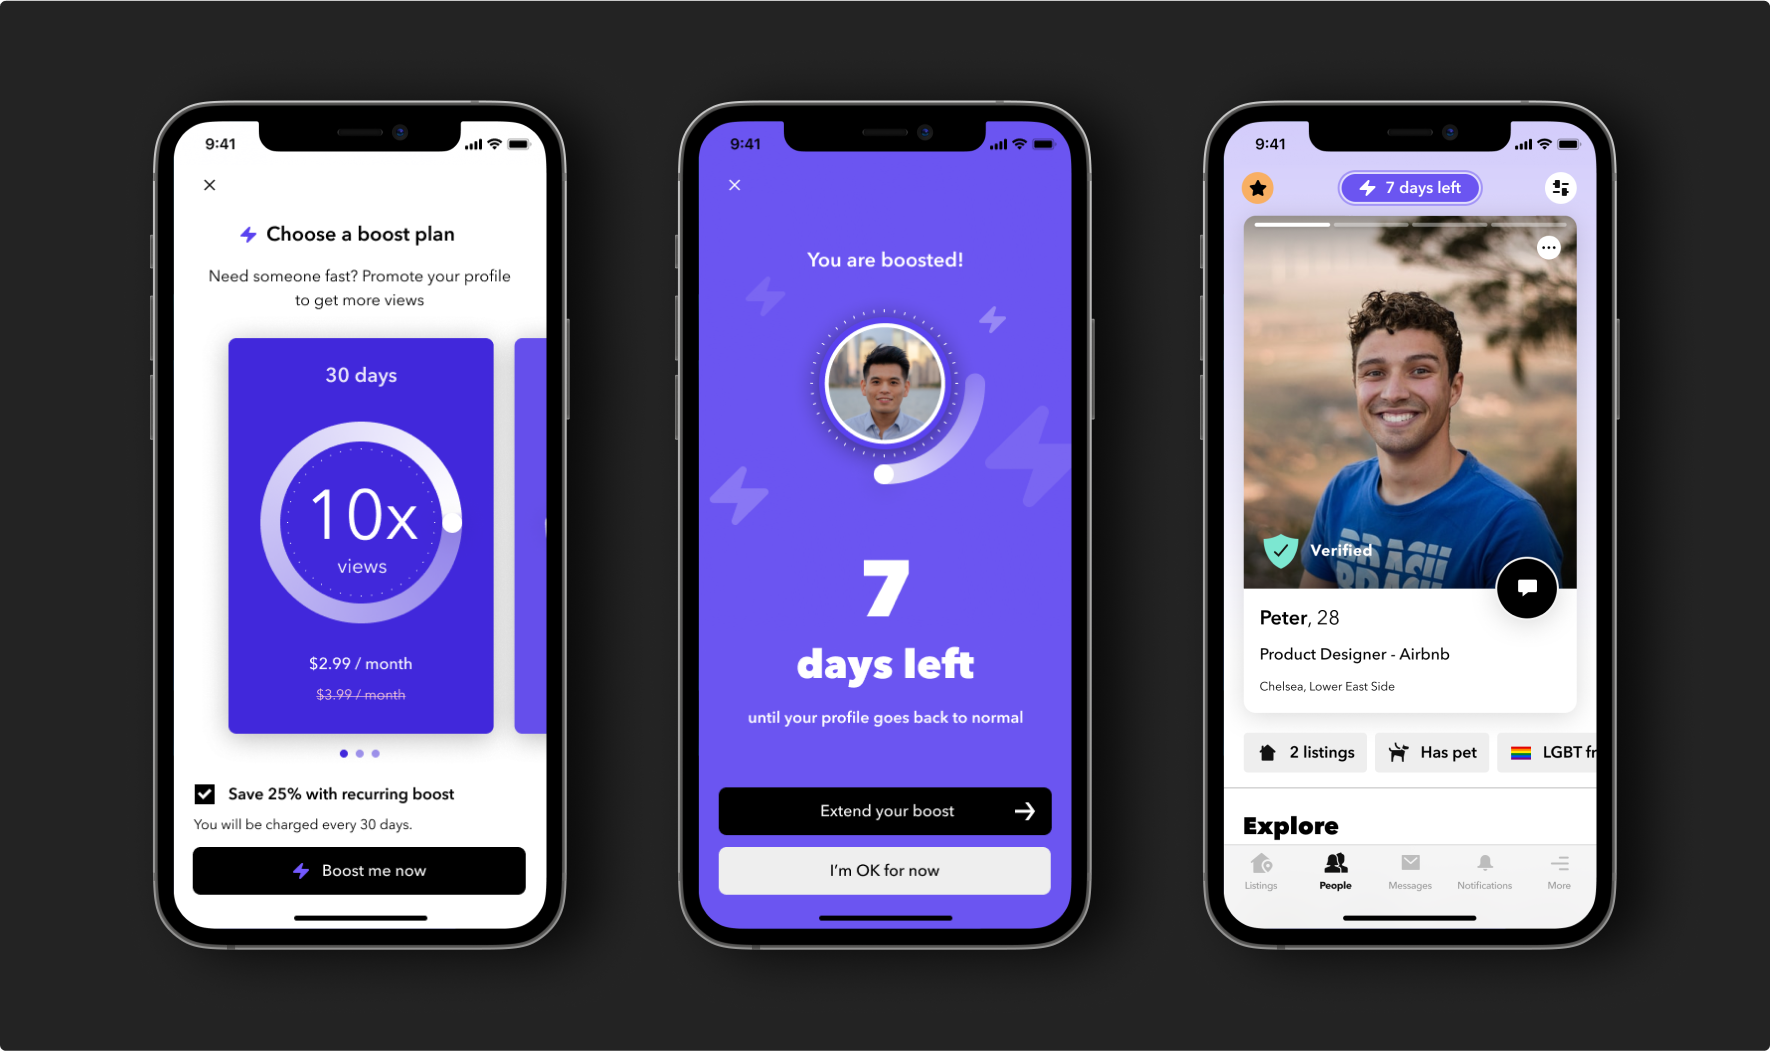 9:41
Choose a boost plan
Need someone fast? Promote your profile
to get more views
30 days
10x
views
$2.99 / month
$3.99 / month
Save 25% with recurring boost
You will be charged every 30 days.
Boost me now
9:41
You are boosted!
7
days left
until your profile goes back to normal
Extend your boost
I'm OK for now
9:41
7 days left
Verified
Peter, 28
Product Designer - Airbnb
Chelsea, Lower East Side
2 listings
Has pet
LGBT fr
Explore
Listings
People
Messages
Notifications
More